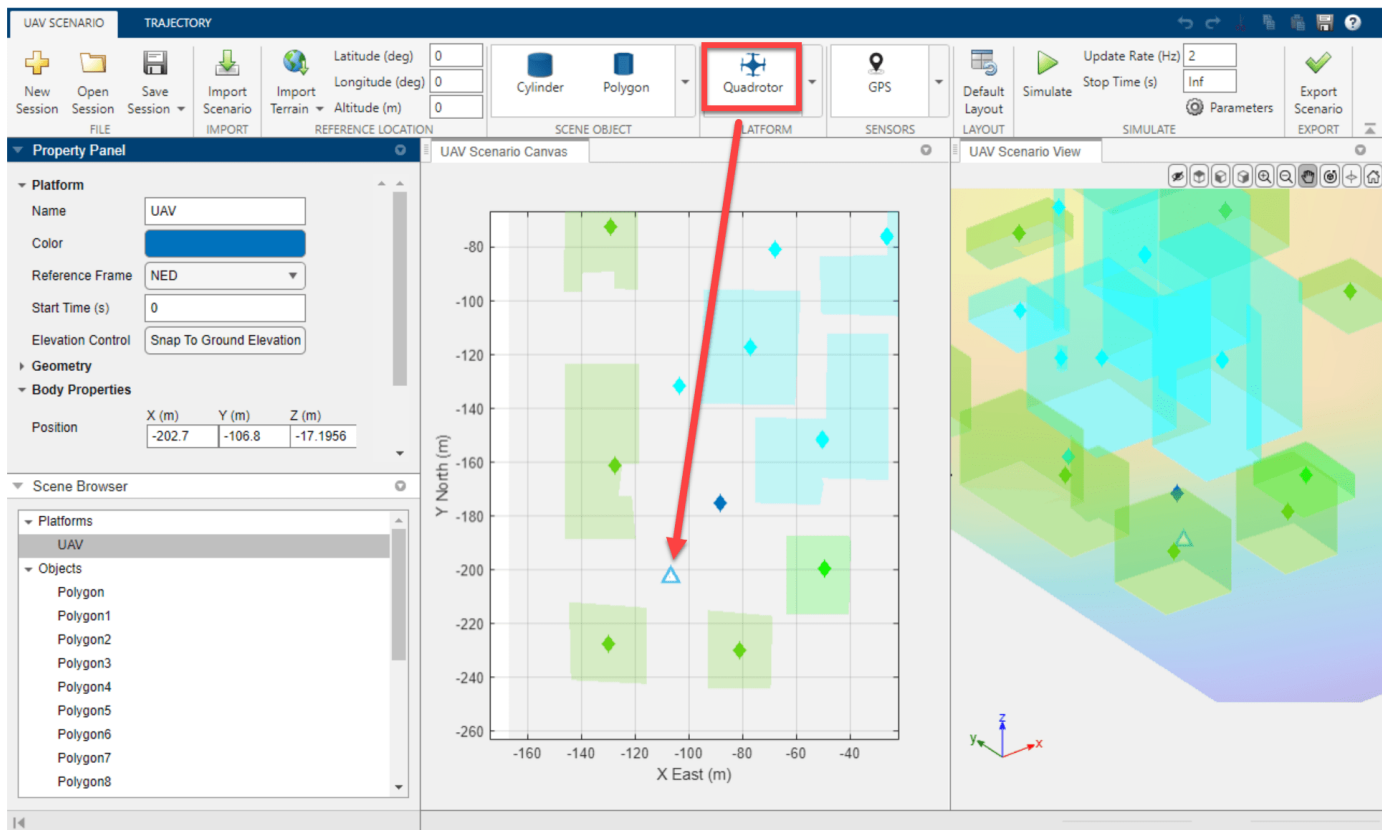 UAV SCENARIO
TRAJECTORY
New Session
Open Session
Save Session
FILE
Import Scenario
IMPORT
Import Terrain
Latitude (deg) 0
Longitude (deg) 0
Altitude (m) 0
REFERENCE LOCATION
Cylinder
Polygon
SCENE OBJECT
Quadrotor
LATFORM
GPS
SENSORS
Default Layout
LAYOUT
Simulate
Update Rate (Hz) 2
Stop Time (s) Inf
Parameters
SIMULATE
Export Scenario
EXPORT
Property Panel
Platform
Name UAV
Color
Reference Frame NED
Start Time (s) 0
Elevation Control Snap To Ground Elevation
Geometry
Body Properties
X (m) Y (m) Z (m)
Position -202.7 -106.8 -17.1956
Scene Browser
Platforms
UAV
Objects
Polygon
Polygon1
Polygon2
Polygon3
Polygon4
Polygon5
Polygon6
Polygon7
Polygon8
UAV Scenario Canvas
-80
-100
-120
-140
-160
-180
-200
-220
-240
-260
Y North (m)
-160 -140 -120 -100 -80 -60 -40
X East (m)
UAV Scenario View
z
y
x